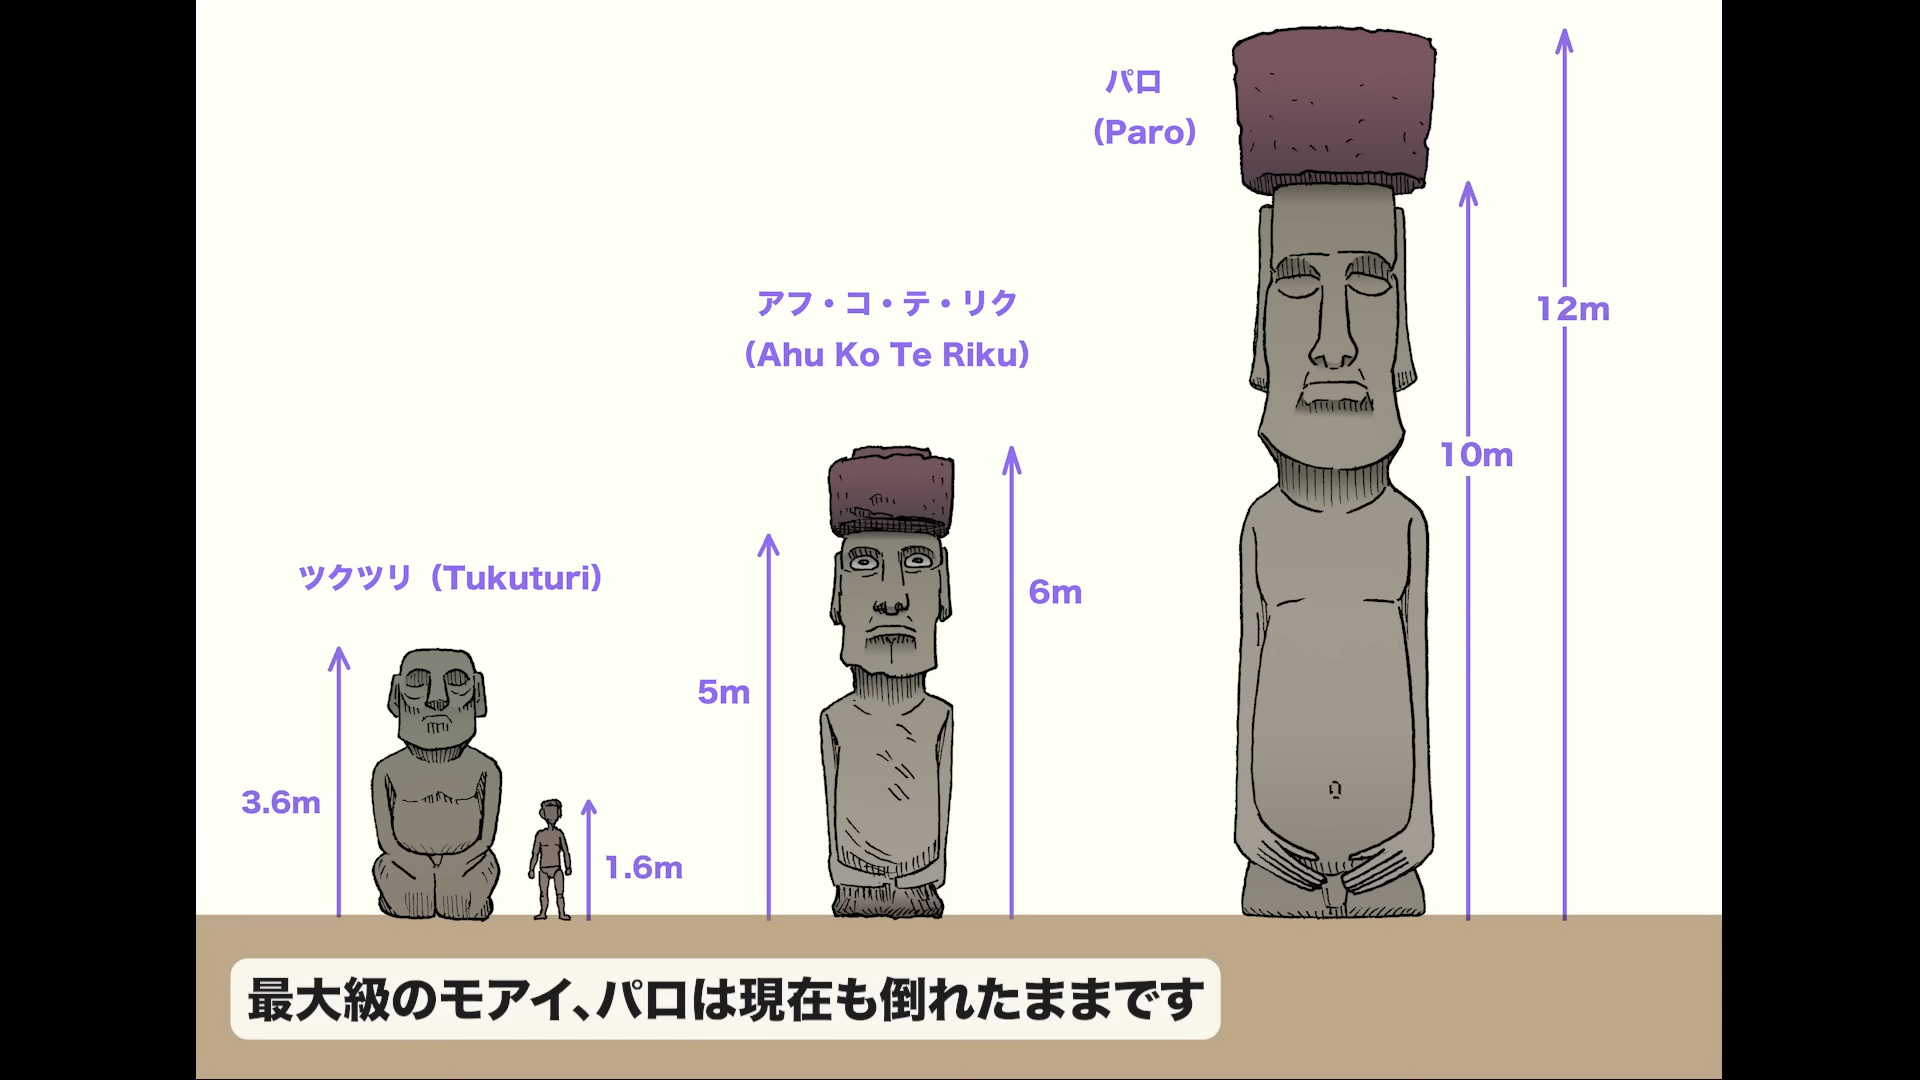 パロ
(Paro)
12m
10m
アフ・コ・テ・リク
(Ahu Ko Te Riku)
6m
5m
ツクツリ (Tukuturi)
3.6m
1.6m
最大級のモアイ、パロは現在も倒れたままです